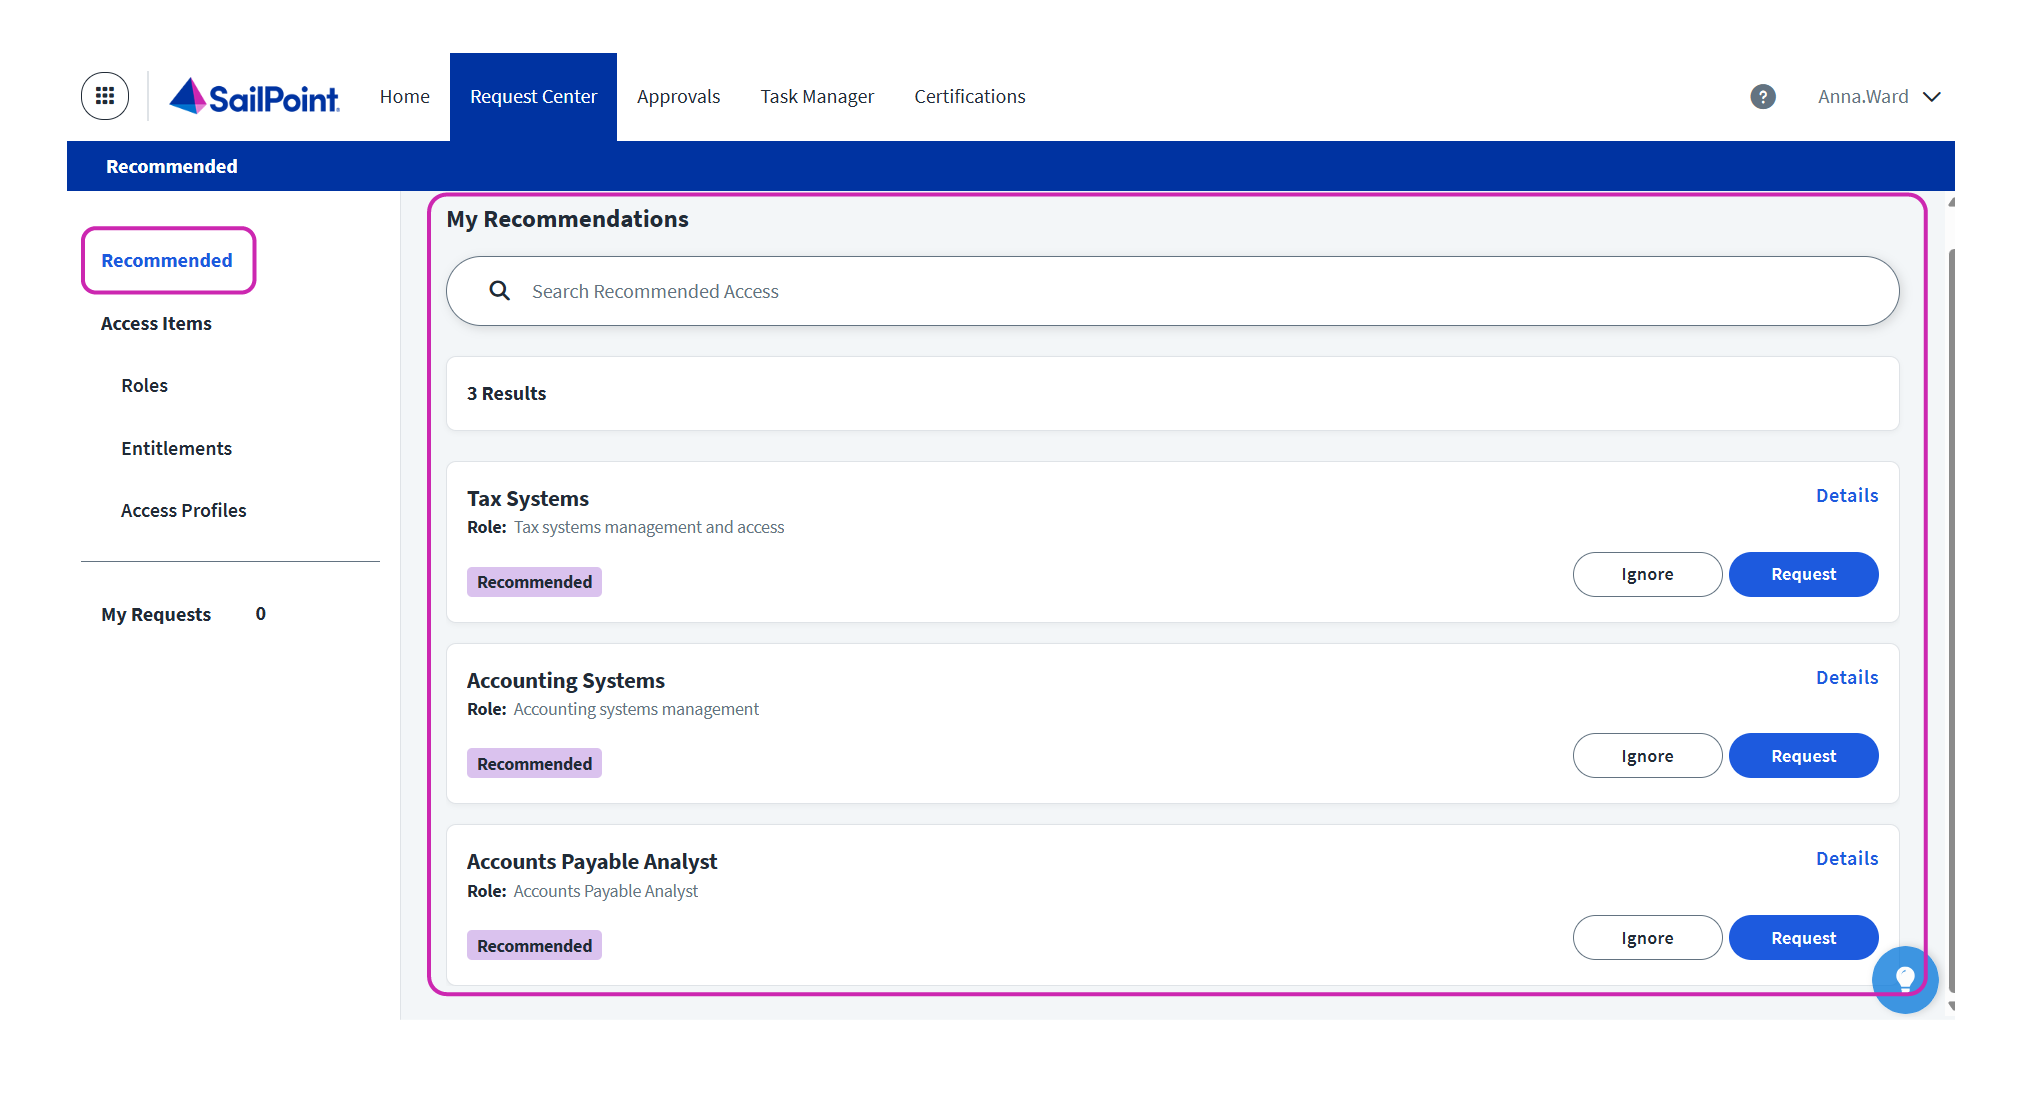 SailPoint.
Home
Request Center
Approvals
Task Manager
Certifications
?
Anna.Ward
Recommended
Recommended
Access Items
Roles
Entitlements
Access Profiles
My Requests 0
My Recommendations
Search Recommended Access
3 Results
Tax Systems
Details
Role: Tax systems management and access
Recommended
Ignore
Request
Accounting Systems
Details
Role: Accounting systems management
Recommended
Ignore
Request
Accounts Payable Analyst
Details
Role: Accounts Payable Analyst
Recommended
Ignore
Request